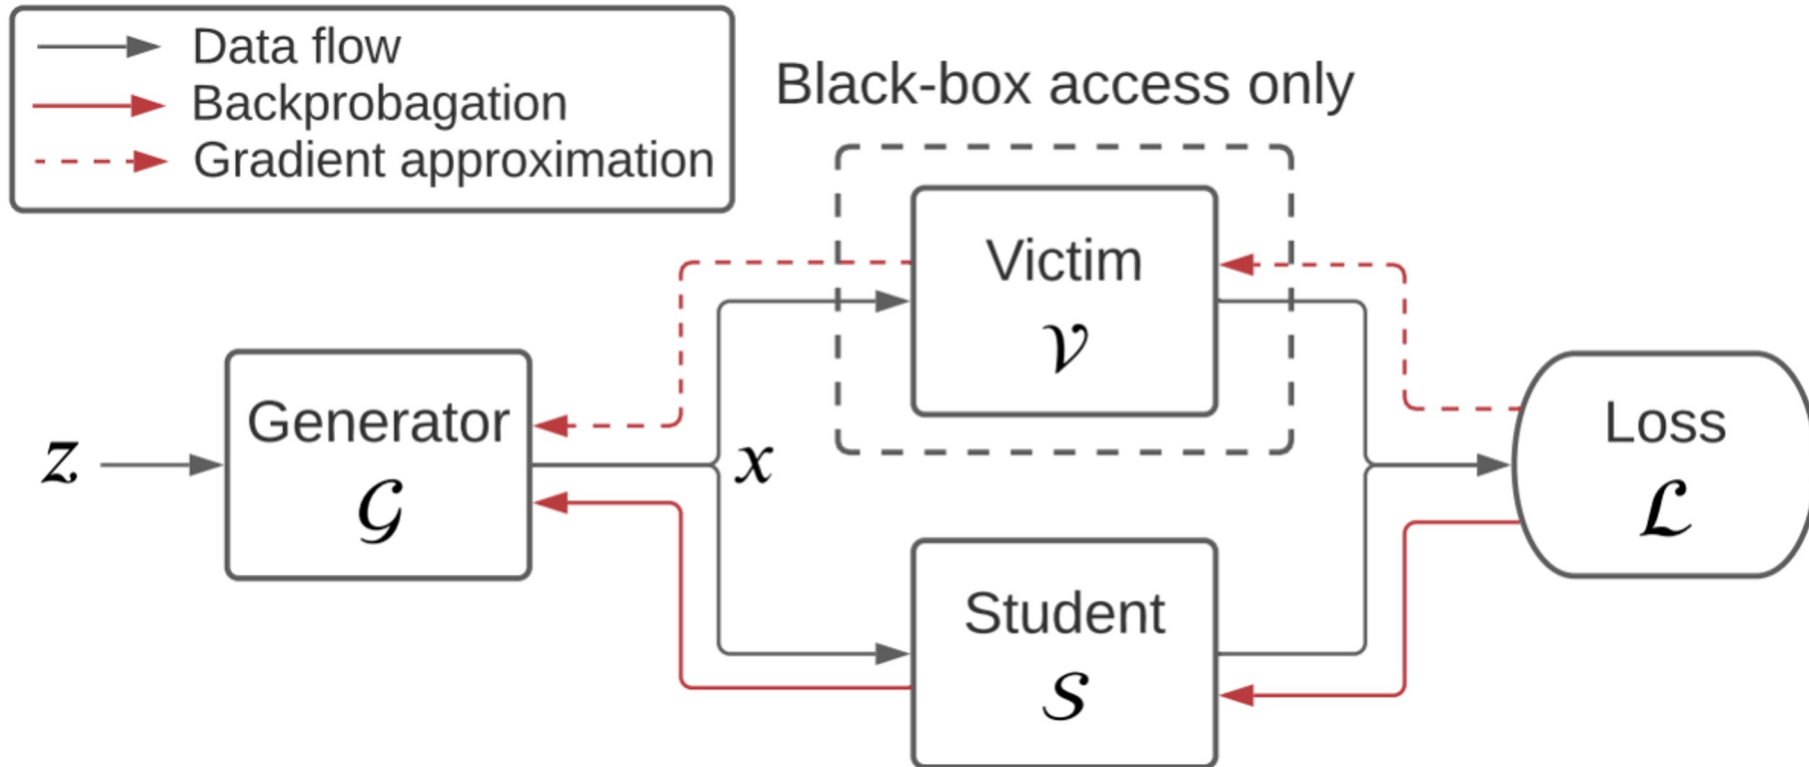 Data flow
Backprobagation
Gradient approximation
Black-box access only
Victim
𝒱
Generator
𝒢
z
x
Loss
ℒ
Student
𝒮